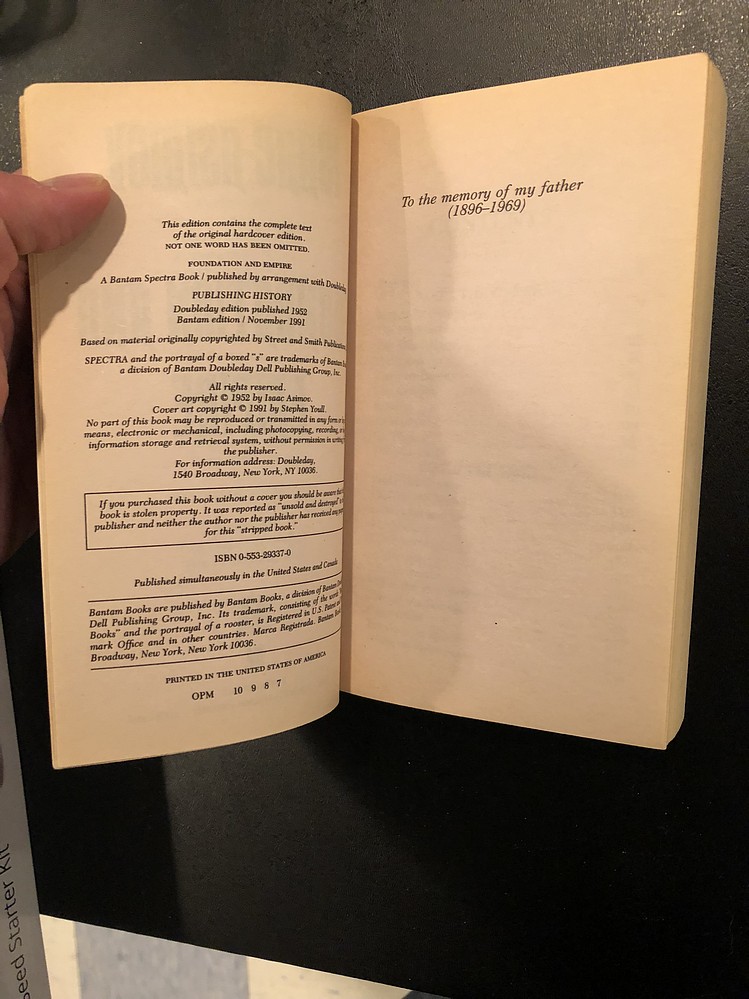 This edition contains the complete text
of the original hardcover edition.
NOT ONE WORD HAS BEEN OMITTED.
FOUNDATION AND EMPIRE
A Bantam Spectra Book / published by arrangement with Doubleday
PUBLISHING HISTORY
Doubleday edition published 1952
Bantam edition / November 1991
Based on material originally copyrighted by Street and Smith Publications
SPECTRA and the portrayal of a boxed "s" are trademarks of Bantam
a division of Bantam Doubleday Dell Publishing Group, Inc.
All rights reserved.
Copyright © 1952 by Isaac Asimov.
Cover art copyright © 1991 by Stephen Youll.
No part of this book may be reproduced or transmitted in any form or
means, electronic or mechanical, including photocopying, recording,
information storage and retrieval system, without permission in writing
the publisher.
For information address: Doubleday,
1540 Broadway, New York, NY 10036.
If you purchased this book without a cover you should be aware
book is stolen property. It was reported as "unsold and destroyed"
publisher and neither the author nor the publisher has received any
for this "stripped book."
ISBN 0-553-29337-0
Published simultaneously in the United States and Canada
Bantam Books are published by Bantam Books, a division of Bantam
Dell Publishing Group, Inc. Its trademark, consisting of the words
Books" and the portrayal of a rooster, is Registered in U.S. Patent
mark Office and in other countries. Marca Registrada. Bantam
Broadway, New York, New York 10036.
PRINTED IN THE UNITED STATES OF AMERICA
OPM 10 9 8 7
To the memory of my father
(1896–1969)
Starter Kit